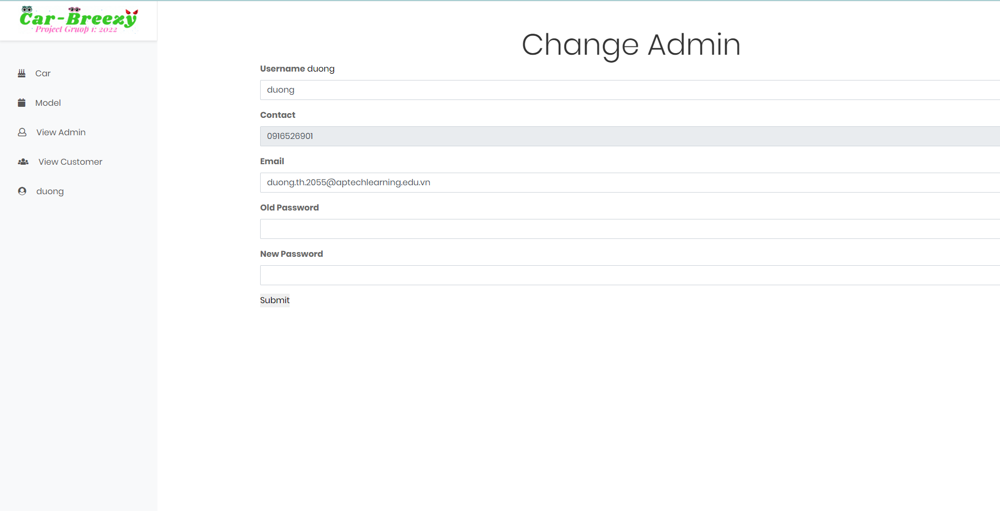 Car-Breezy
Project Gruop 1: 2022
Car
Model
View Admin
View Customer
duong
Change Admin
Username duong
duong
Contact
0916526901
Email
duong.th.2055@aptechlearning.edu.vn
Old Password
New Password
Submit